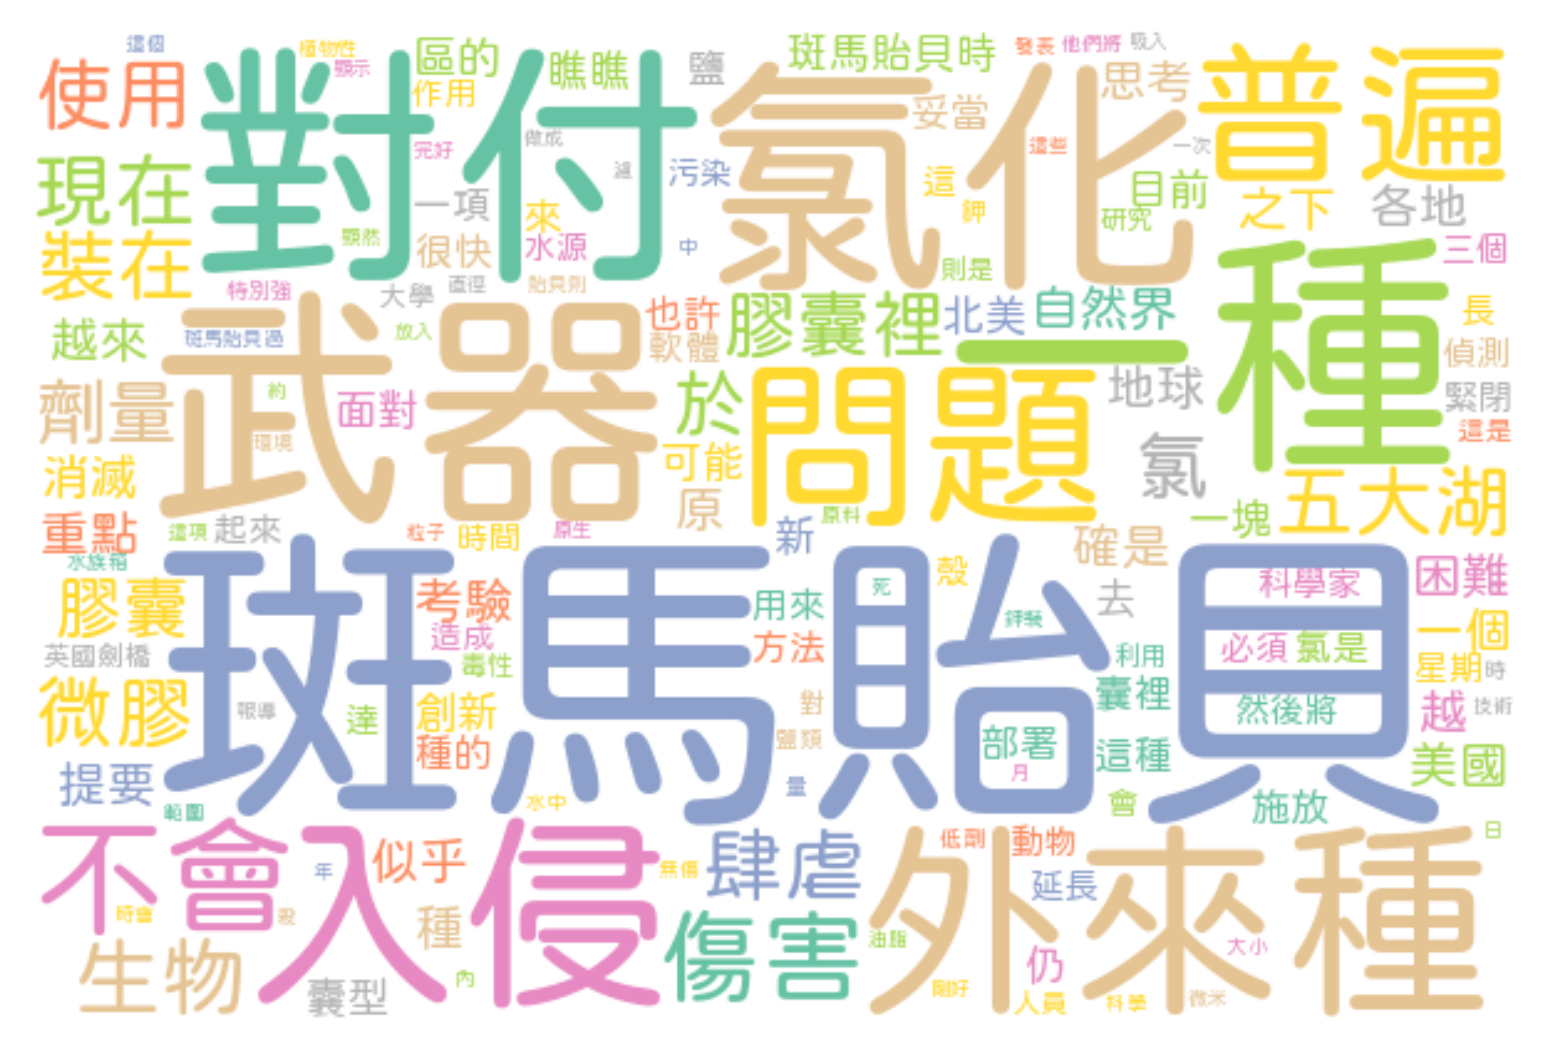 這個
植物性
顯示
區的
瞧瞧
鹽
斑馬貽貝時
發表
他們將
吸入
使用
對付
作用
氯化
妥當
思考
普遍
完好
做成
這些
一次
現在
濾
污染
這
目前
之下
各地
一項
來
鉀
研究
裝在
顯然
很快
水源
中
三個
特別強
大學
直徑
貽貝則
則是
一種
越來
斑馬貽貝過
放入
也許
軟體
膠囊裡
北美
自然界
長
偵測
武器
問題
劑量
約
面對
於
地球
緊閉
環境
這是
消滅
可能
氯
重點
這項
起來
粒子
時間
原生
原
原料
新
一塊
五大湖
水族箱
確是
斑馬貽貝
膠囊
考驗
用來
死
殼
去
科學家
困難
鋅裝
英國劍橋
造成
毒性
方法
利用
必須
氯是
一個
星期
時
微膠
報導
達
創新
對
囊裡
然後將
越
技術
種的
鹽類
部署
這種
提要
月
美國
範圍
水中
量
會
施放
不會
入侵
似乎
年
無傷
肆虐
低劑
動物
外來種
日
延長
時會
殺
種
傷害
油脂
仍
大小
生物
囊型
內
剛好
人員
科學
微米